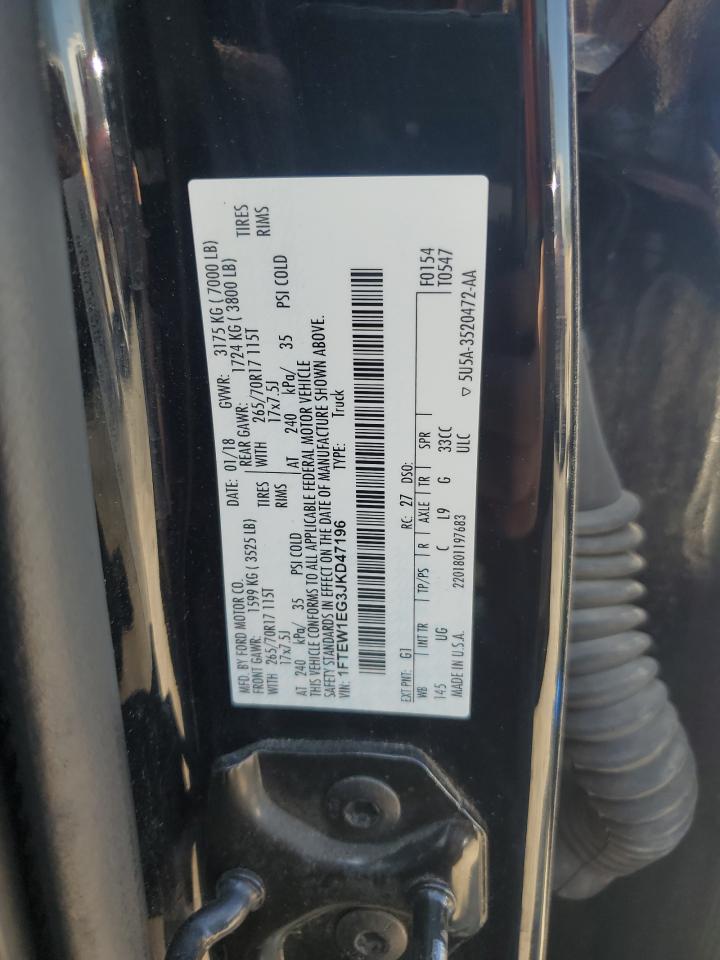 MFD. BY FORD MOTOR CO.
DATE: 01/18 GVWR: 3175 KG ( 7000 LB)
FRONT GAWR: 1599 KG ( 3525 LB) REAR GAWR: 1724 KG ( 3800 LB)
WITH 265/70R17 115T TIRES WITH 265/70R17 115T TIRES
17x7.5J RIMS 17x7.5J RIMS
AT 240 kPa/ 35 PSI COLD AT 240 kPa/ 35 PSI COLD
THIS VEHICLE CONFORMS TO ALL APPLICABLE FEDERAL MOTOR VEHICLE
SAFETY STANDARDS IN EFFECT ON THE DATE OF MANUFACTURE SHOWN ABOVE.
VIN: 1FTEW1EG3JKD47196 TYPE: Truck
EXT PNT: G1 RC: 27 DSO: F0154
WB INT TR TP/PS R AXLE TR SPR T0547
145 UG C L9 G 33CC
MADE IN U.S.A. 2201801197683 ULC ▽ 5U5A-3520472-AA